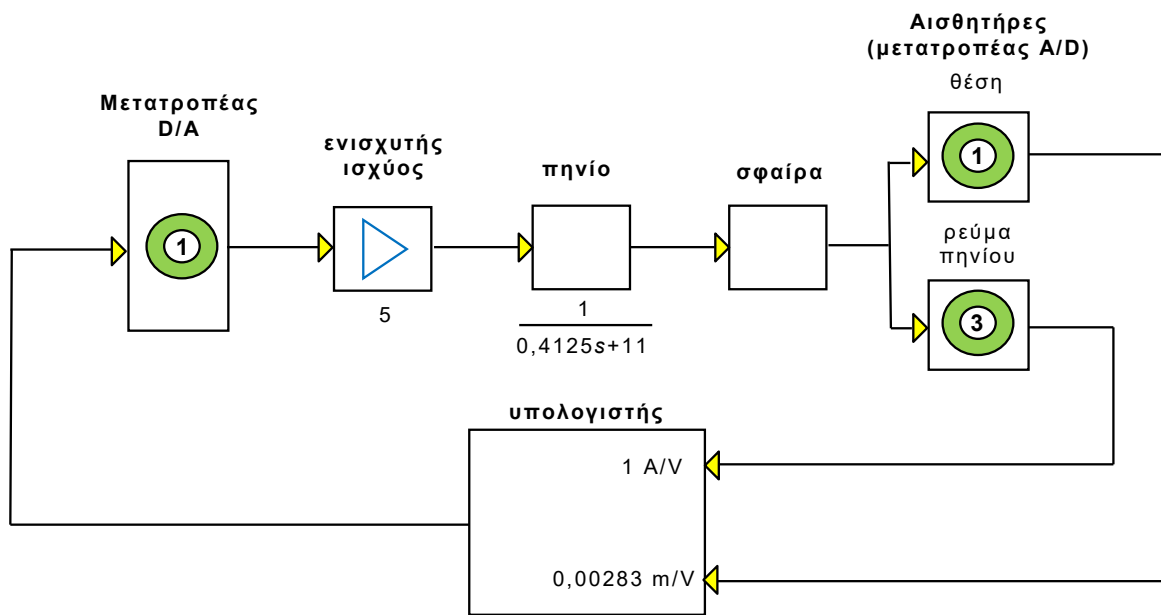 Αισθητήρες
(μετατροπέας A/D)
θέση
Μετατροπέας
D/A
ενισχυτής
ισχύος
πηνίο
σφαίρα
1
1
ρεύμα
πηνίου
5
1
0,4125s+11
3
υπολογιστής
1 A/V
0,00283 m/V